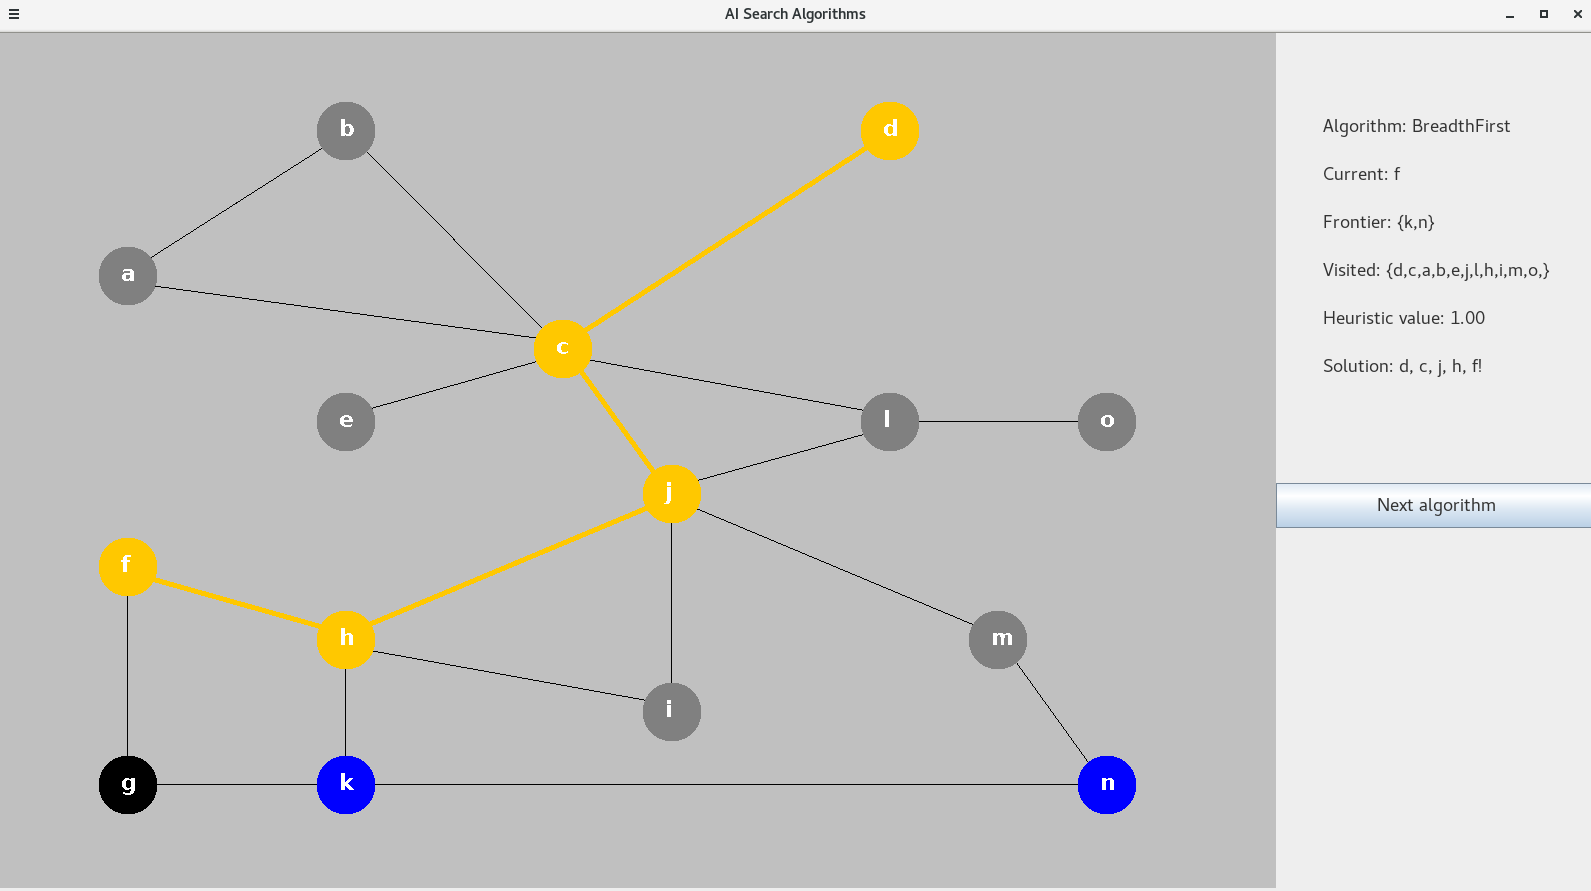 AI Search Algorithms
b
d
a
c
e
l
o
j
f
h
m
i
g
k
n
Algorithm: BreadthFirst
Current: f
Frontier: {k,n}
Visited: {d,c,a,b,e,j,l,h,i,m,o,}
Heuristic value: 1.00
Solution: d, c, j, h, f!
Next algorithm